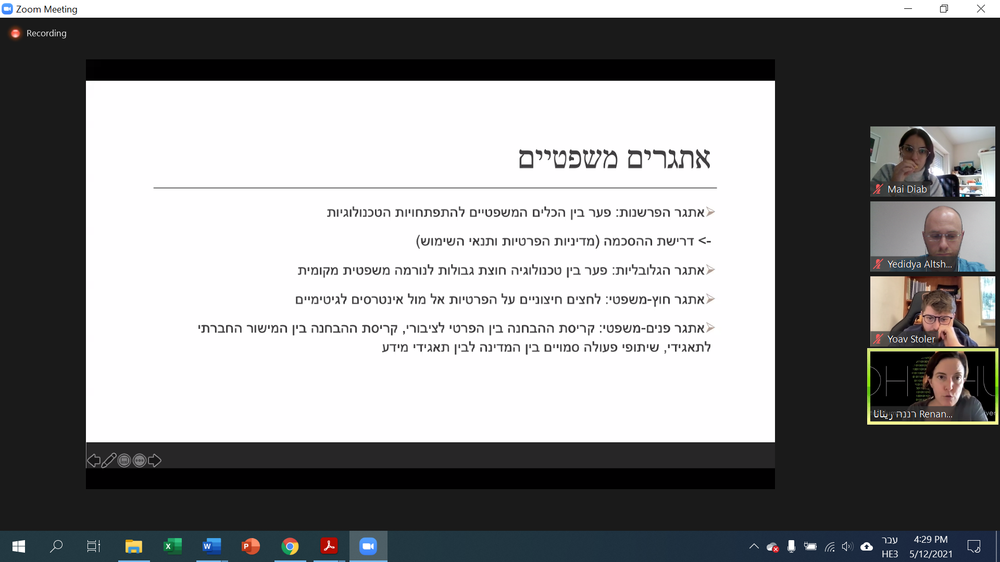 Zoom Meeting
Recording
אתגרים משפטיים
אתגר הפרשנות: פער בין הכלים המשפטיים להתפתחויות הטכנולוגיות
-> דרישת ההסכמה (מדיניות הפרטיות ותנאי השימוש)
אתגר הגלובליות: פער בין טכנולוגיה חוצת גבולות לנורמה משפטית מקומית
אתגר חוץ-משפטי: לחצים חיצוניים על הפרטיות אל מול אינטרסים לגיטימיים
אתגר פנים-משפטי: קריסת ההבחנה בין הפרטי לציבורי, קריסת ההבחנה בין המישור החברתי
לתאגידי, שיתופי פעולה סמויים בין המדינה לבין תאגידי מידע
Mai Diab
Yedidya Altsh...
Yoav Stoler
רננה רינאנا Renan...
עבר
HE3
4:29 PM
5/12/2021